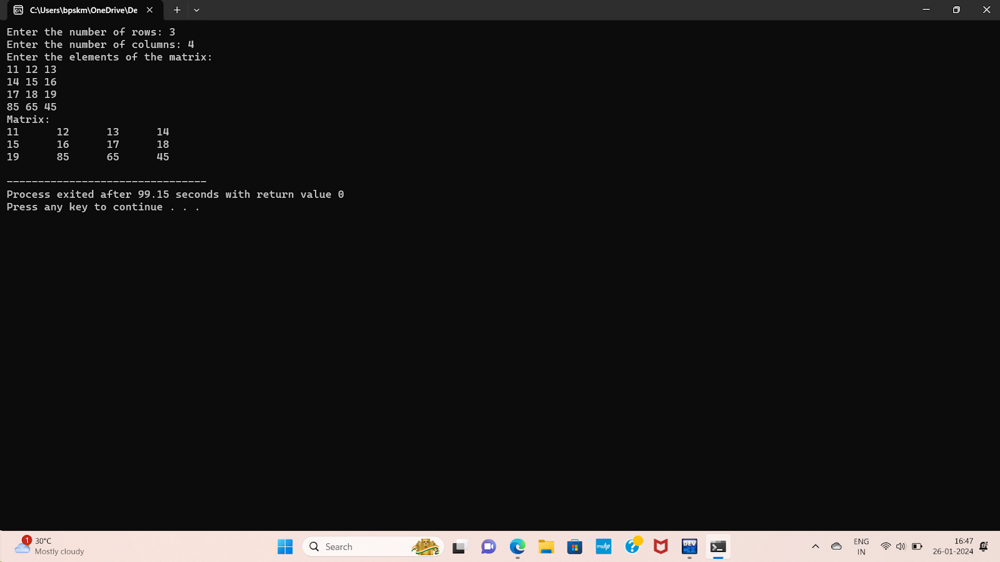 C:\Users\bpskm\OneDrive\De
Enter the number of rows: 3
Enter the number of columns: 4
Enter the elements of the matrix:
11 12 13
14 15 16
17 18 19
85 65 45
Matrix:
11 12 13 14
15 16 17 18
19 85 65 45
--------------------------------
Process exited after 99.15 seconds with return value 0
Press any key to continue . . .
1
30°C
Mostly cloudy
Search
myhp
DEV
ENG
IN
16:47
26-01-2024